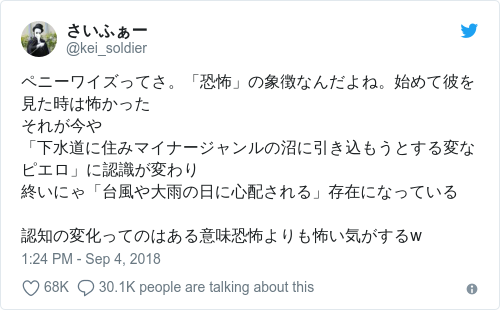 さいふぁー
@kei_soldier
ペニーワイズってさ。「恐怖」の象徴なんだよね。始めて彼を
見た時は怖かった
それが今や
「下水道に住みマイナージャンルの沼に引き込もうとする変な
ピエロ」に認識が変わり
終いにゃ「台風や大雨の日に心配される」存在になっている
認知の変化ってのはある意味恐怖よりも怖い気がするw
1:24 PM - Sep 4, 2018
68K 30.1K people are talking about this